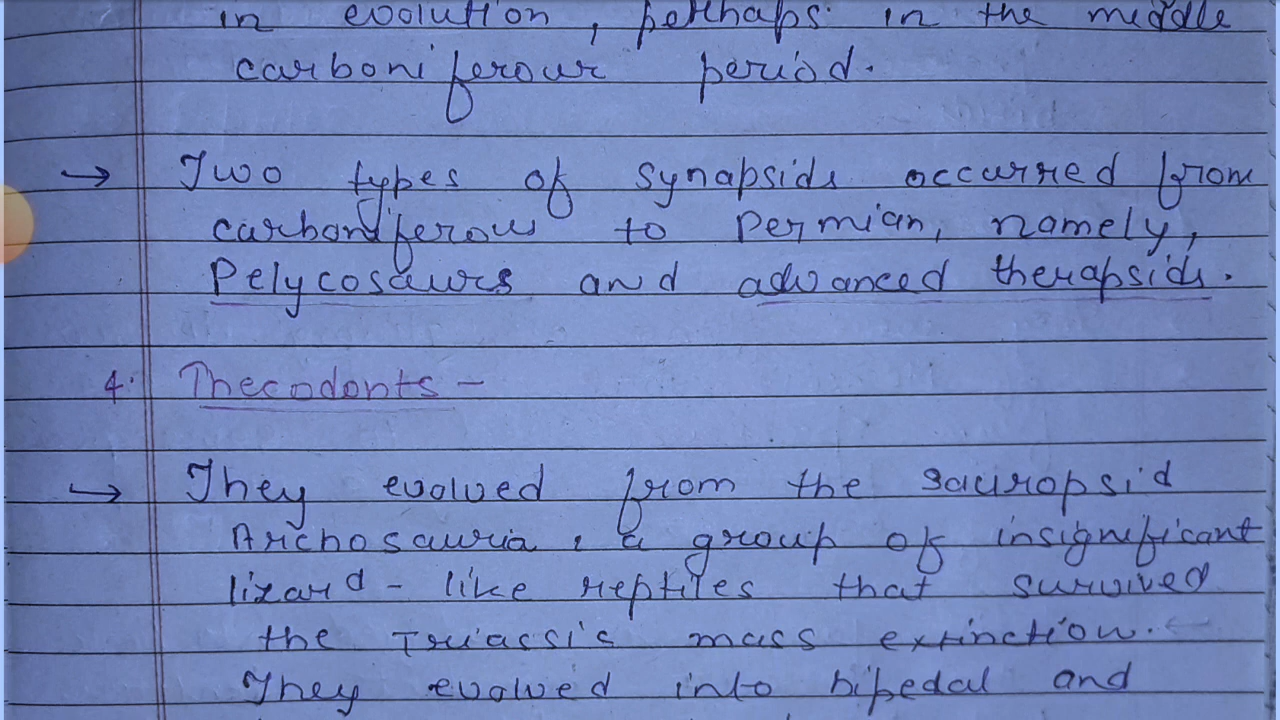 in evolution, perhaps in the middle
carboniferour period.
→ Two types of synapsids occurred from
carboniferous to Permian, namely,
Pelycosaurs and advanced therapsids.
4. Thecodonts -
→ They evolved from the sauropsid
Archosauria, a group of insignificant
lizard-like reptiles that survived
the Triassis mass extinction.
They evolved into bipedal and